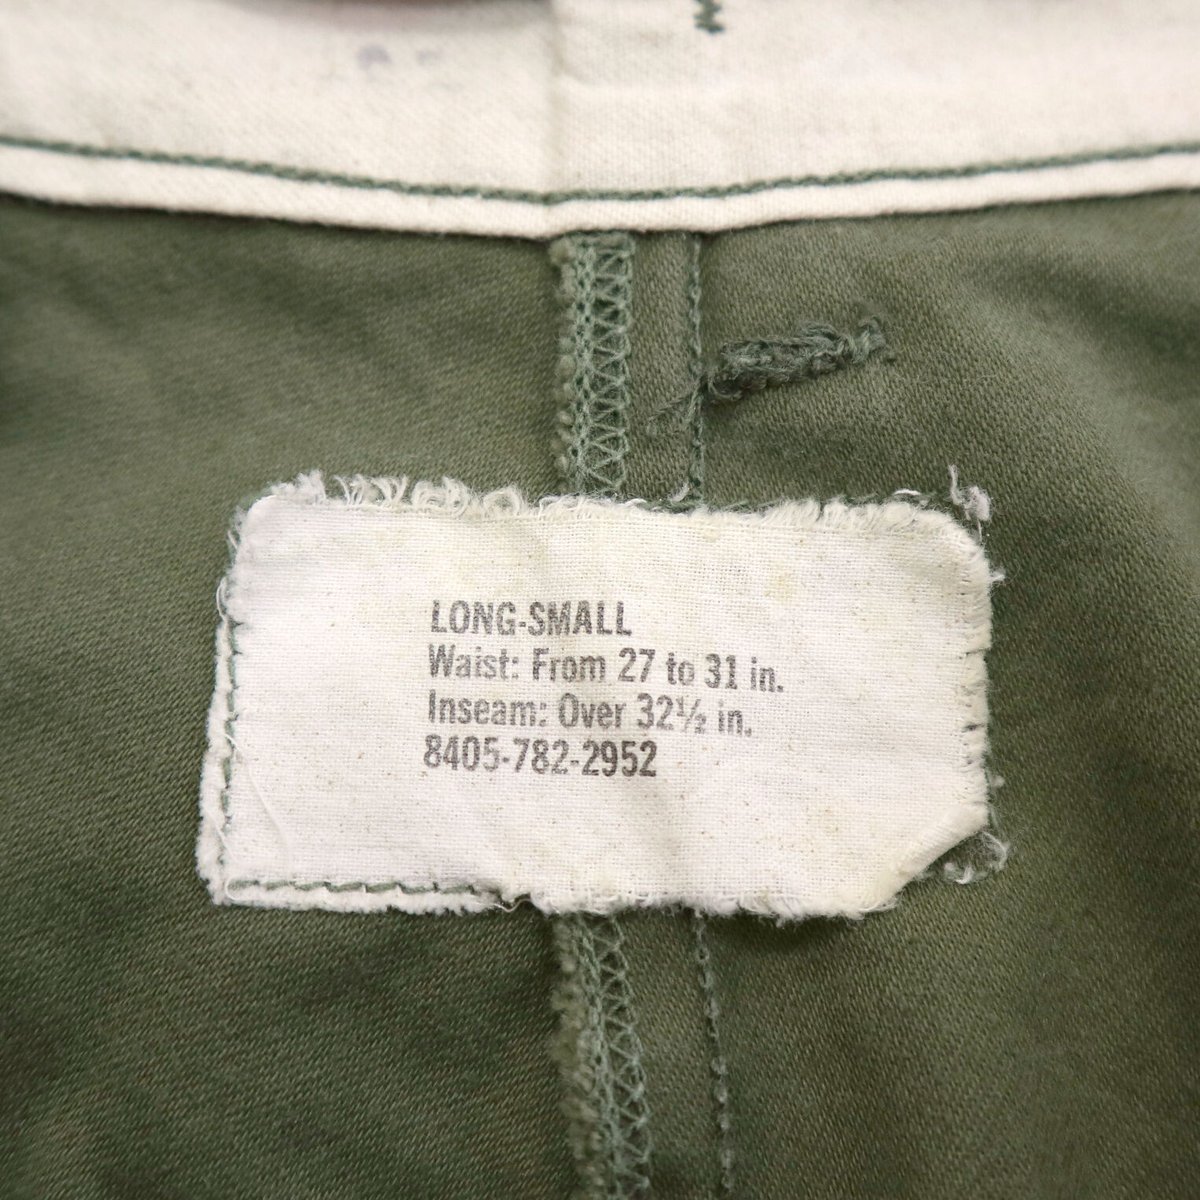 LONG-SMALL
Waist: From 27 to 31 in.
Inseam: Over 32½ in.
8405-782-2952